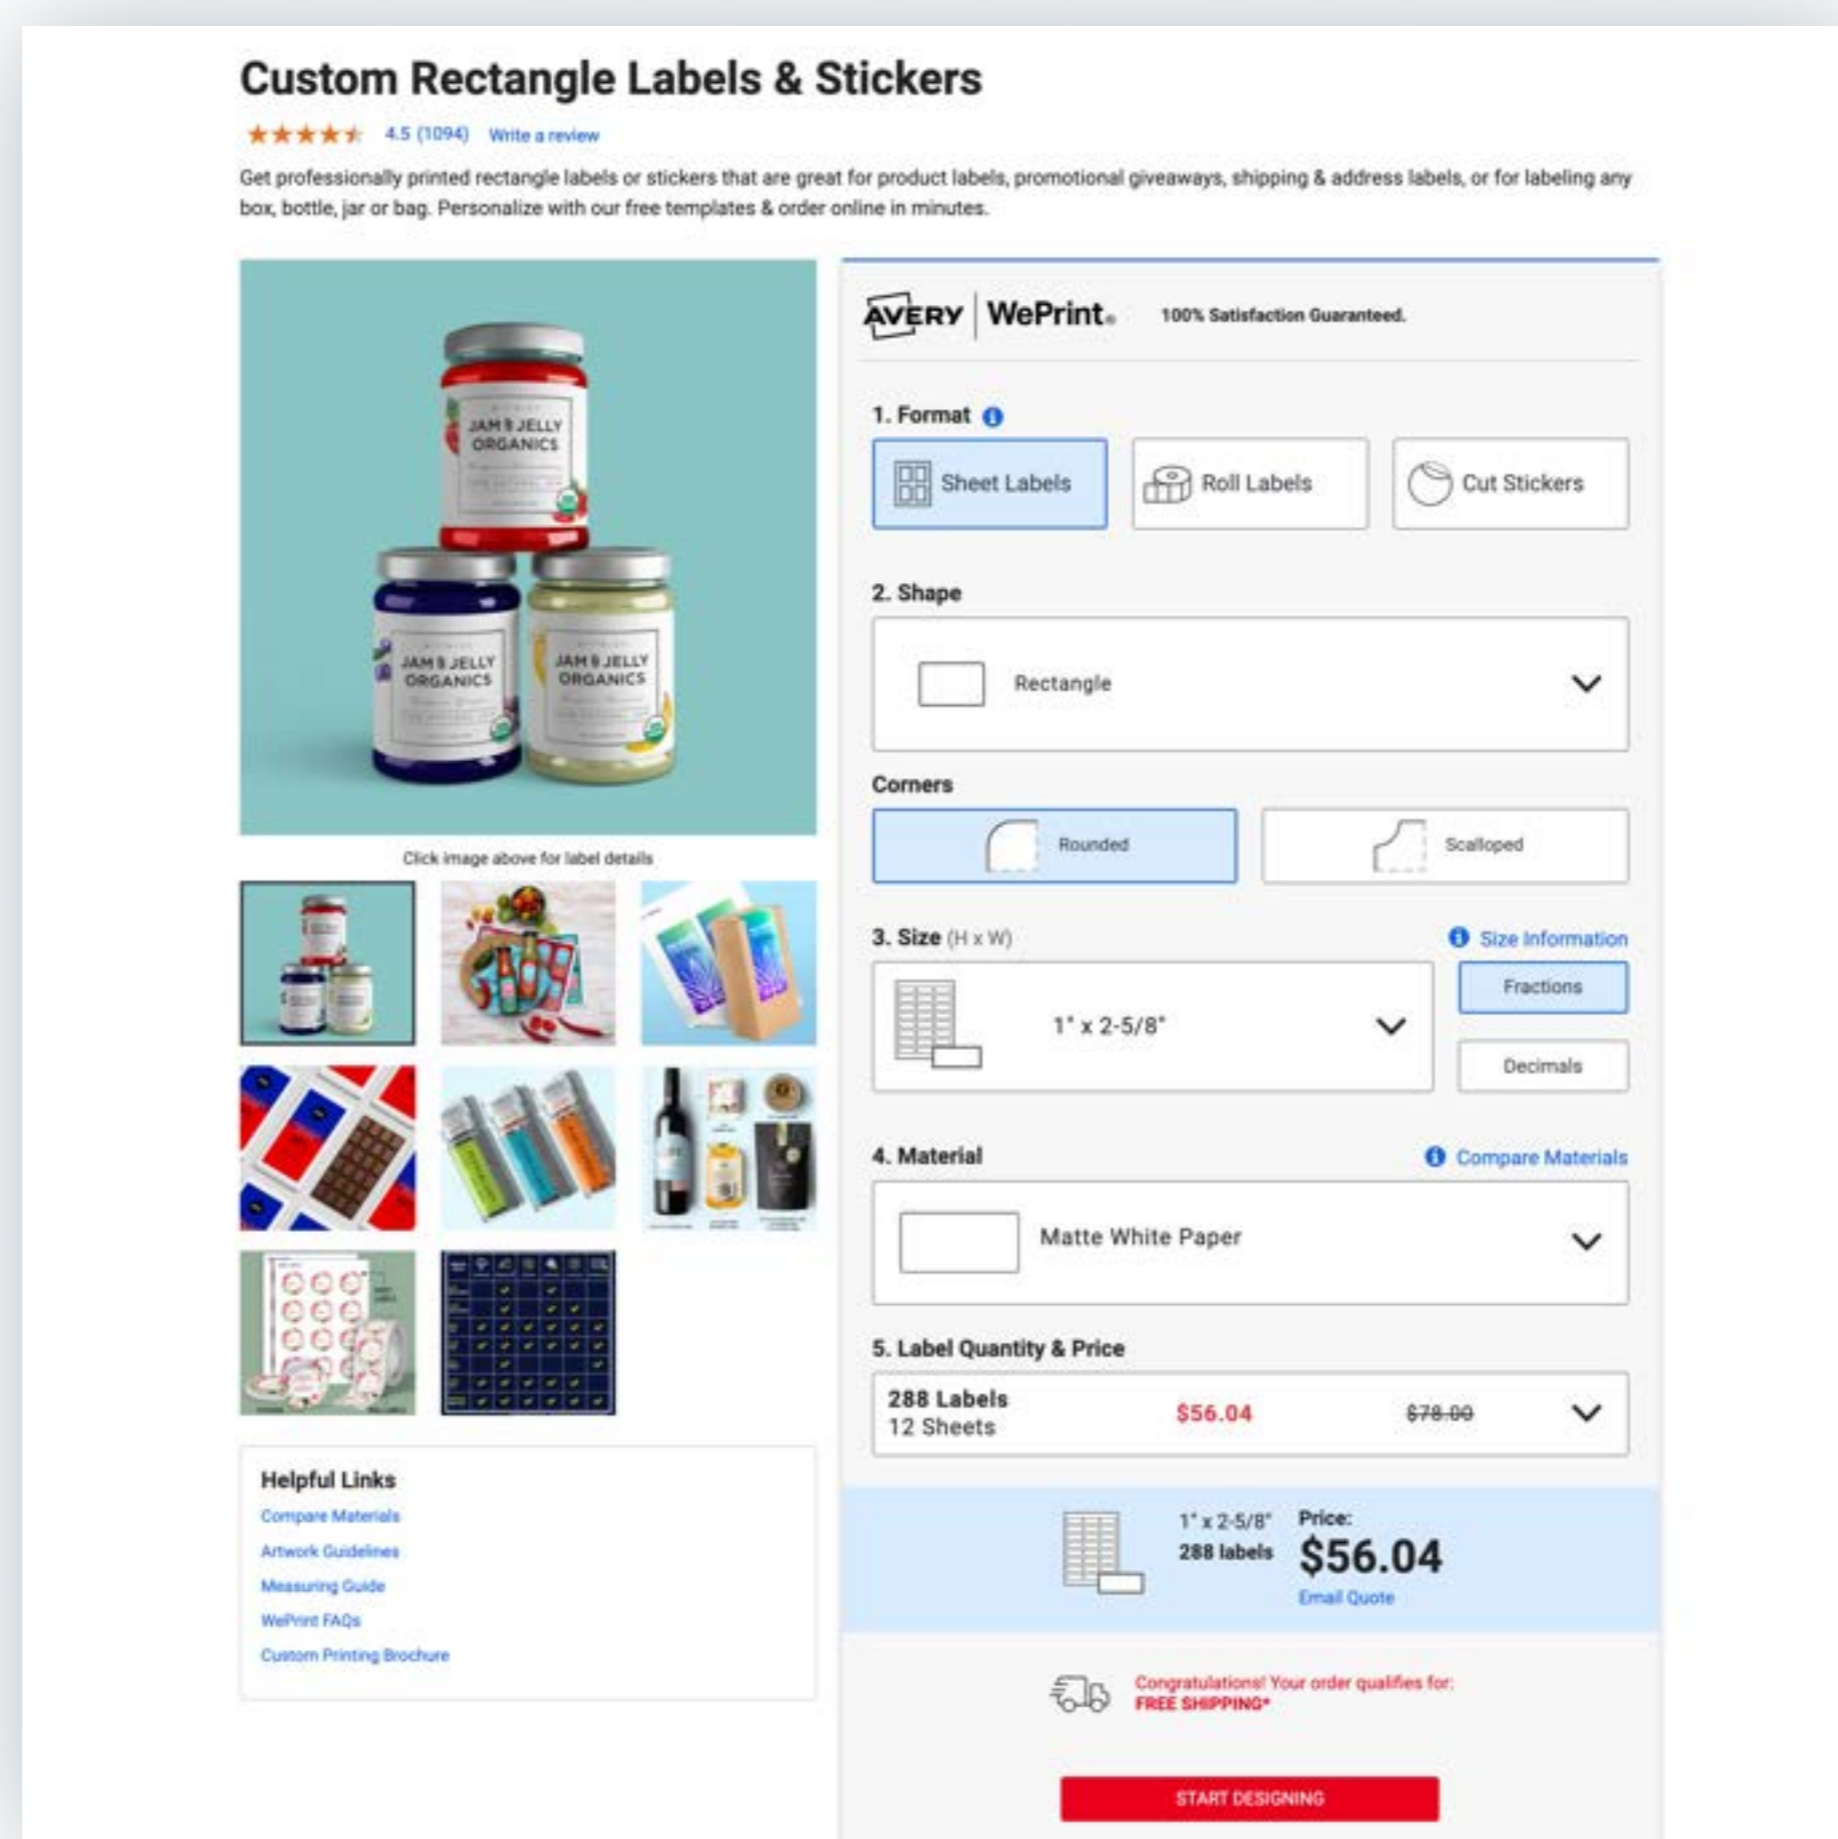 Custom Rectangle Labels & Stickers
4.5 (1094) Write a review
Get professionally printed rectangle labels or stickers that are great for product labels, promotional giveaways, shipping & address labels, or for labeling any
box, bottle, jar or bag. Personalize with our free templates & order online in minutes.
JAM & JELLY
ORGANICS
JAM & JELLY
ORGANICS
JAM & JELLY
ORGANICS
Click image above for label details
Helpful Links
Compare Materials
Artwork Guidelines
Measuring Guide
WePrint FAQs
Custom Printing Brochure
AVERY WePrint® 100% Satisfaction Guaranteed.
1. Format
Sheet Labels
Roll Labels
Cut Stickers
2. Shape
Rectangle
Corners
Rounded
Scalloped
3. Size (H x W)
Size Information
1" x 2-5/8"
Fractions
Decimals
4. Material
Compare Materials
Matte White Paper
5. Label Quantity & Price
288 Labels
12 Sheets
$56.04
$78.00
1" x 2-5/8"
288 labels
Price:
$56.04
Email Quote
Congratulations! Your order qualifies for:
FREE SHIPPING*
START DESIGNING